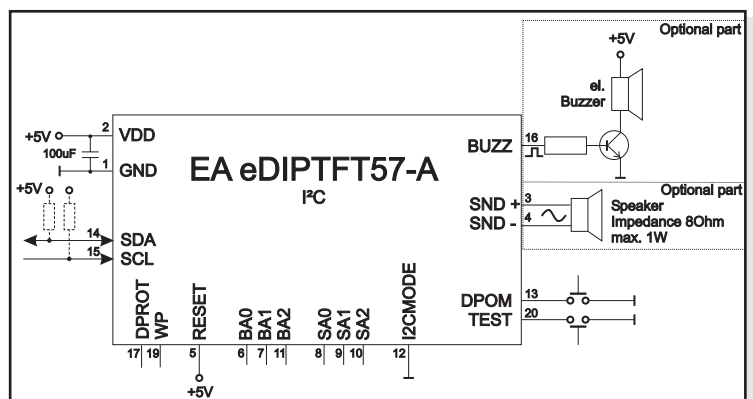 Optional part
+5V
el.
Buzzer
2 VDD
+5V
100uF
1 GND
+5V
EA eDIPTFT57-A
I²C
BUZZ 16
Optional part
SND + 3
SND - 4
Speaker
Impedance 8Ohm
max. 1W
14 SDA
15 SCL
DPOM 13
TEST 20
DPROT
WP
RESET
BA0
BA1
BA2
SA0
SA1
SA2
I2CMODE
17 19 5 6 7 11 8 9 10 12
+5V